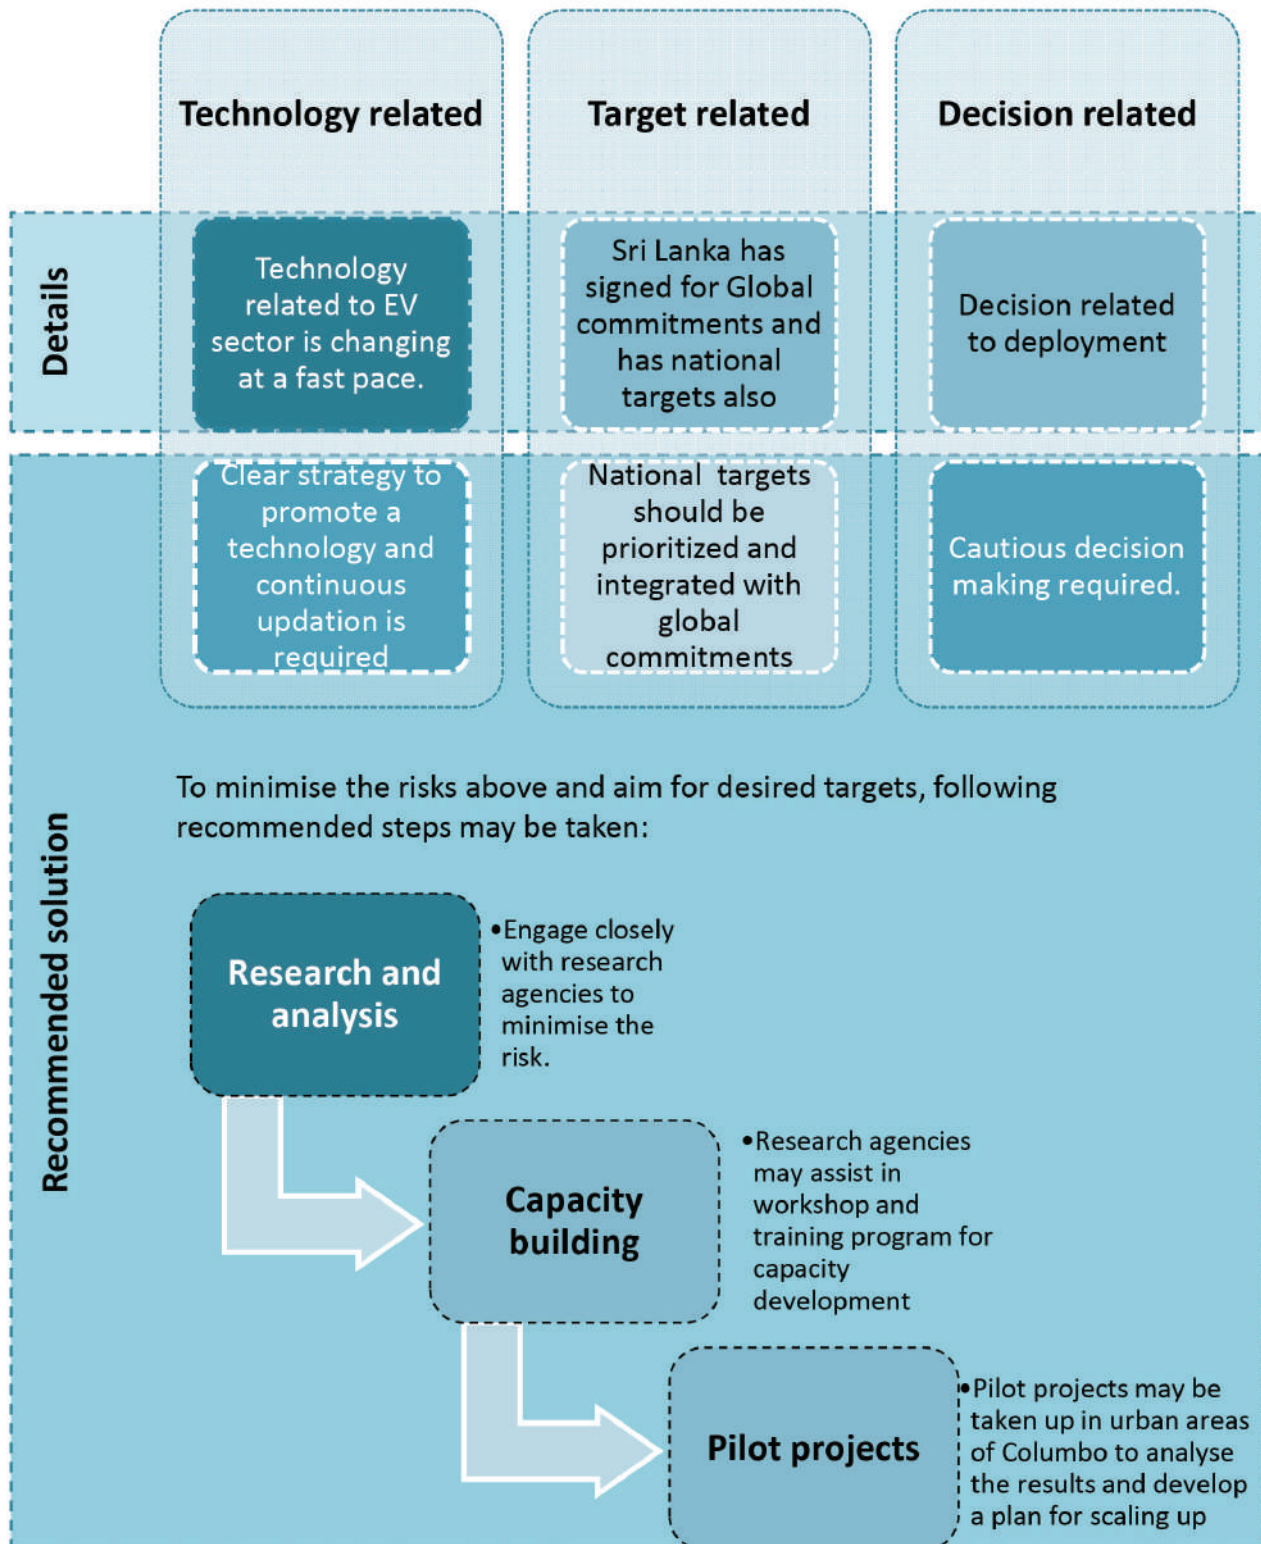 Technology related
Target related
Decision related
Details
Technology
related to EV
sector is changing
at a fast pace.
Sri Lanka has
signed for Global
commitments and
has national
targets also
Decision related
to deployment
Recommended solution
Clear strategy to
promote a
technology and
continuous
updation is
required
National targets
should be
prioritized and
integrated with
global
commitments
Cautious decision
making required.
To minimise the risks above and aim for desired targets, following
recommended steps may be taken:
Research and
analysis
•Engage closely
with research
agencies to
minimise the
risk.
Capacity
building
•Research agencies
may assist in
workshop and
training program for
capacity
development
Pilot projects
•Pilot projects may be
taken up in urban areas
of Columbo to analyse
the results and develop
a plan for scaling up